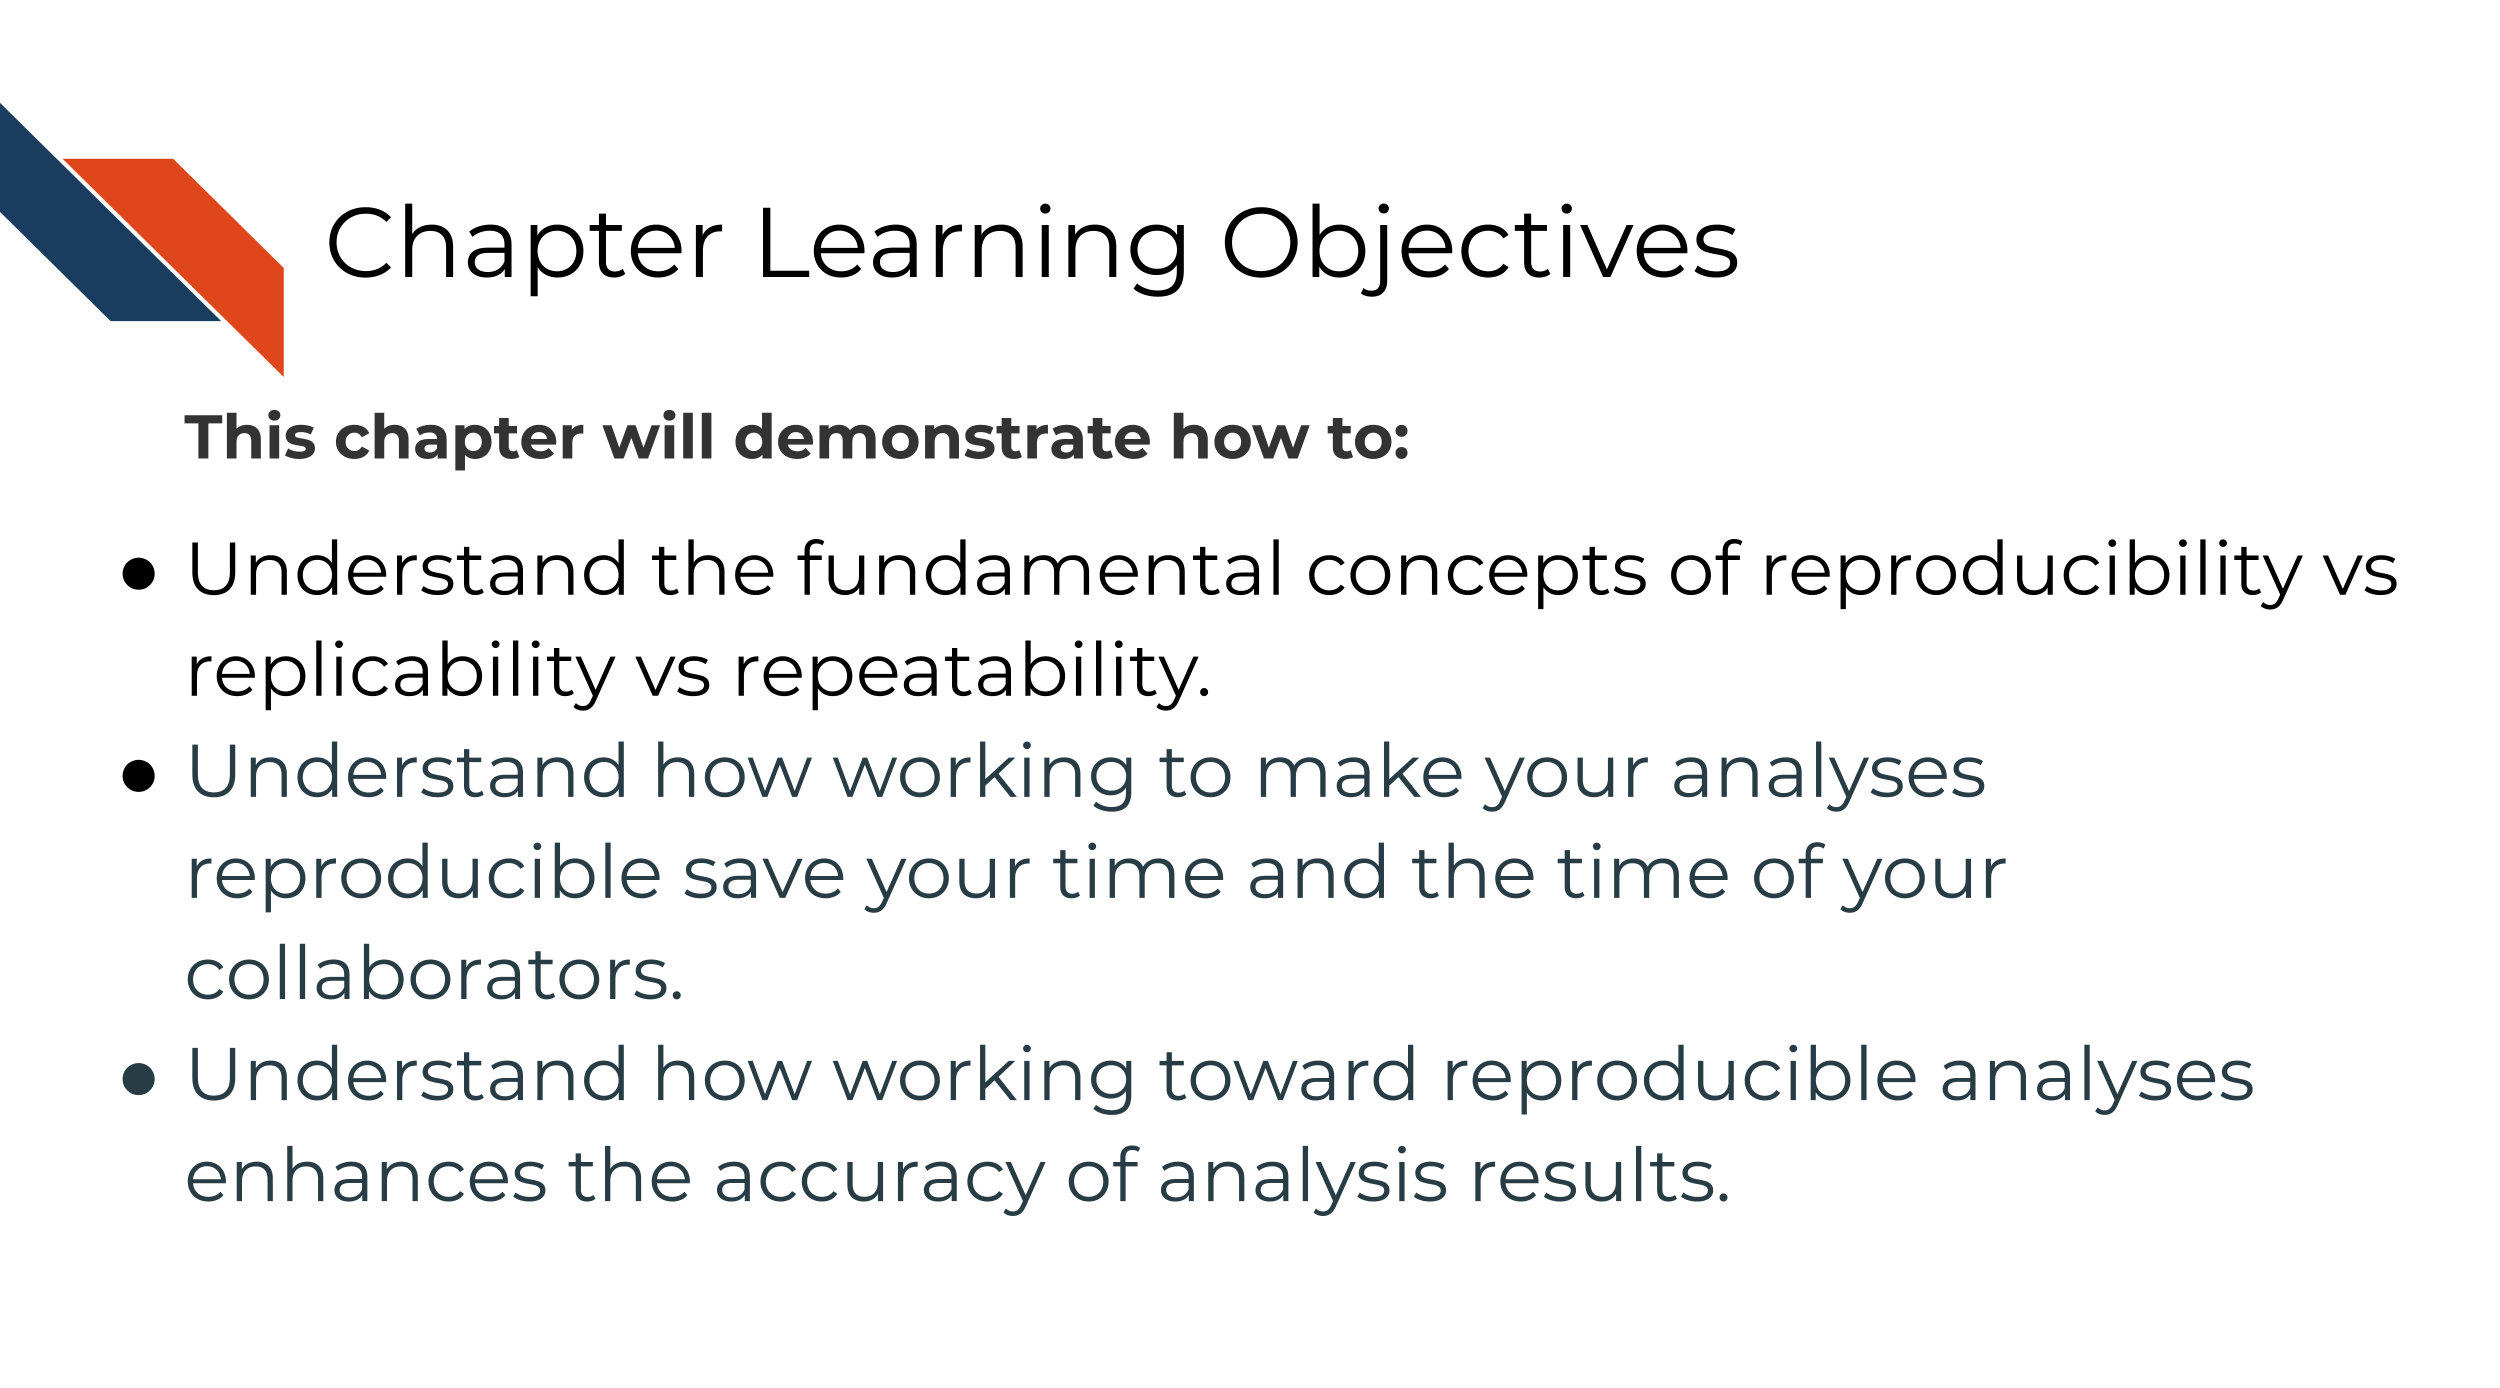 Chapter Learning Objectives
This chapter will demonstrate how to:
● Understand the fundamental concepts of reproducibility vs
replicability vs repeatability.
● Understand how working to make your analyses
reproducible save your time and the time of your
collaborators.
● Understand how working toward reproducible analyses
enhances the accuracy of analysis results.